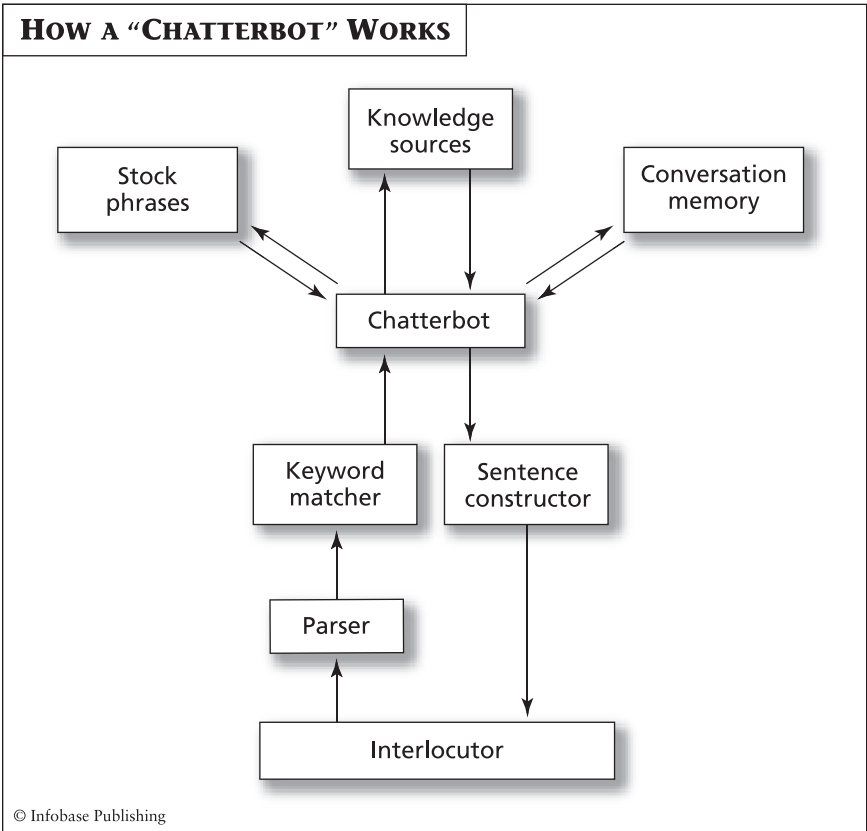 HOW A “CHATTERBOT” WORKS
Knowledge
sources
Stock
phrases
Conversation
memory
Chatterbot
Keyword
matcher
Sentence
constructor
Parser
Interlocutor
© Infobase Publishing